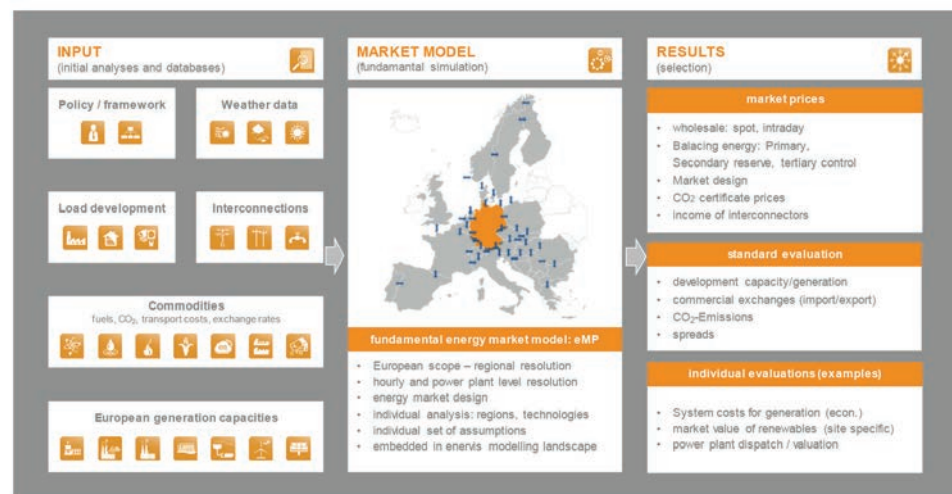 INPUT
(initial analyses and databases)
Policy / framework
Weather data
Load development
Interconnections
Commodities
fuels, CO₂, transport costs, exchange rates
European generation capacities
MARKET MODEL
(fundamantal simulation)
fundamental energy market model: eMP
• European scope – regional resolution
• hourly and power plant level resolution
• energy market design
• individual analysis: regions, technologies
• individual set of assumptions
• embedded in enervis modelling landscape
RESULTS
(selection)
market prices
• wholesale: spot, intraday
• Balacing energy: Primary,
Secondary reserve, tertiary control
• Market design
• CO₂ certificate prices
• income of interconnectors
standard evaluation
• development capacity/generation
• commercial exchanges (import/export)
• CO₂-Emissions
• spreads
individual evaluations (examples)
• System costs for generation (econ.)
• market value of renewables (site specific)
• power plant dispatch / valuation